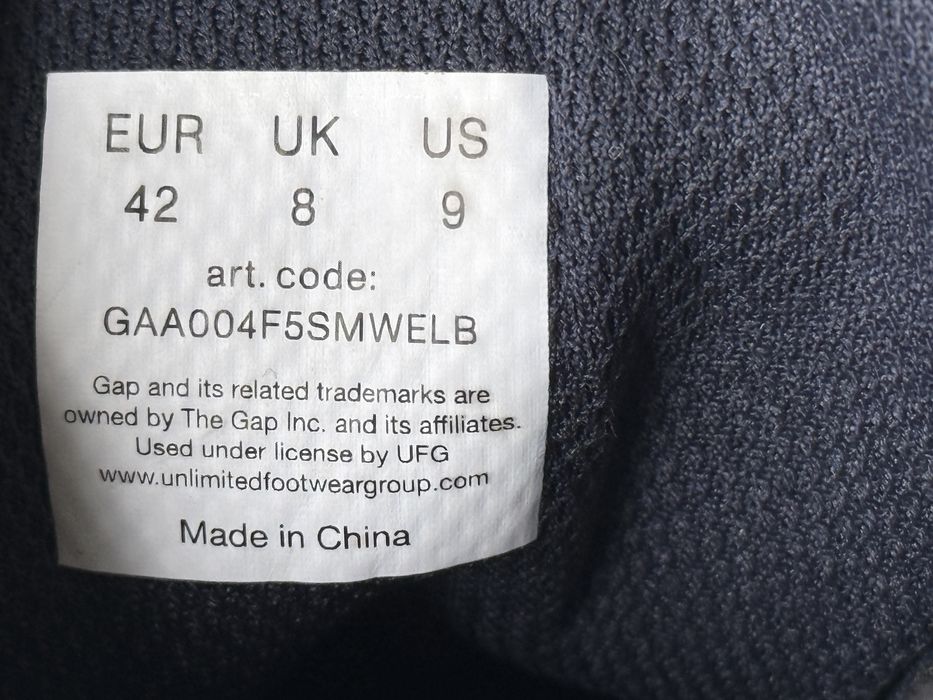 EUR UK US
42 8 9
art. code:
GAA004F5SMWELB
Gap and its related trademarks are
owned by The Gap Inc. and its affiliates.
Used under license by UFG
www.unlimitedfootweargroup.com
Made in China